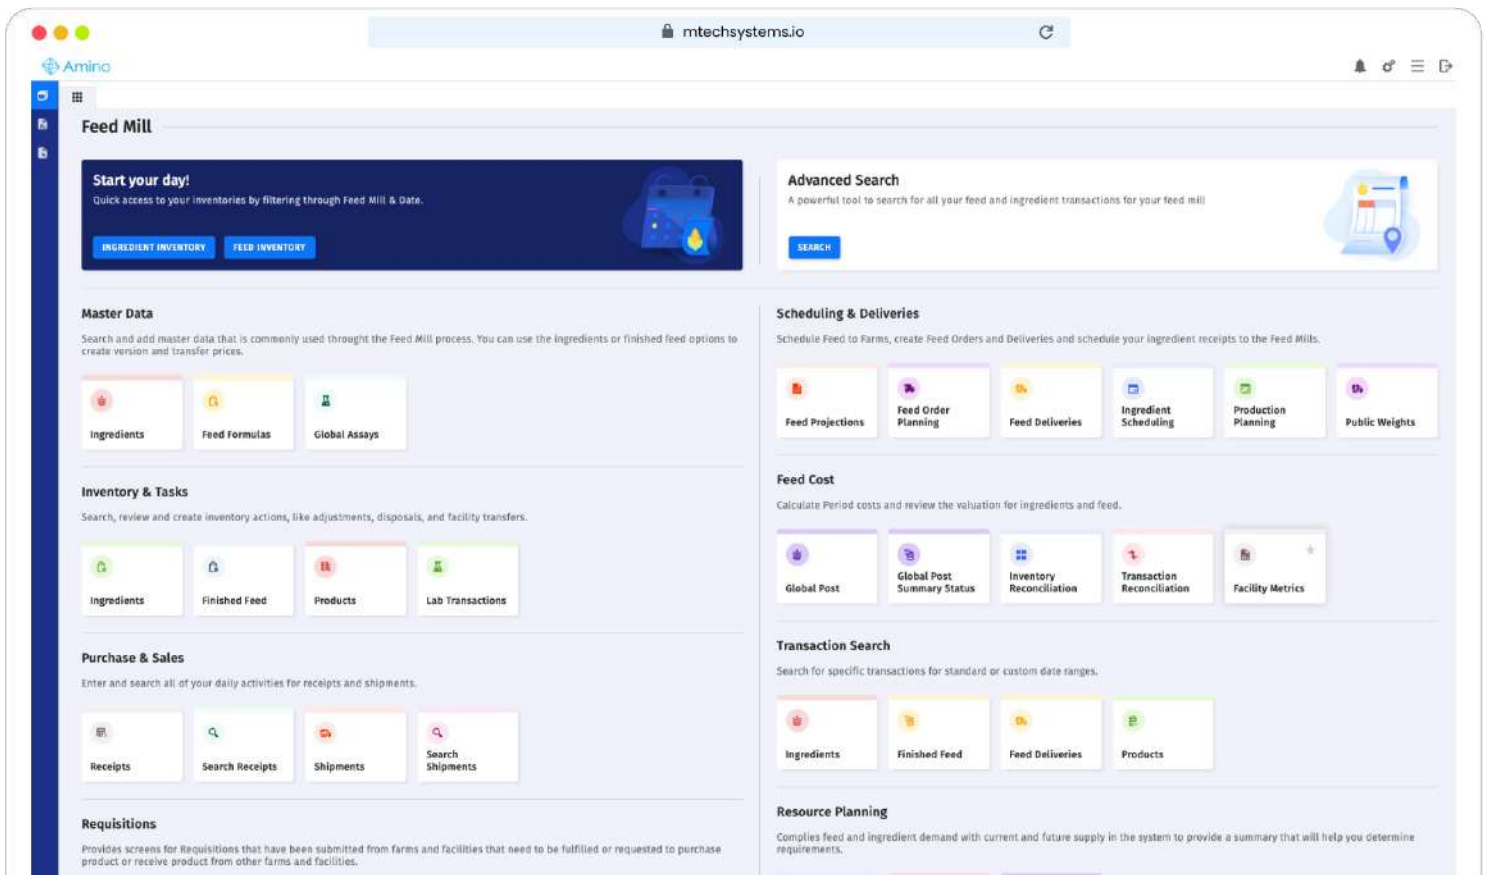 mtechsystems.io
Amino
Feed Mill
Start your day!
Quick access to your inventories by filtering through Feed Mill & Date.
INGREDIENT INVENTORY
FEED INVENTORY
Advanced Search
A powerful tool to search for all your feed and ingredient transactions for your feed mill
SEARCH
Master Data
Search and add master data that is commonly used throught the Feed Mill process. You can use the ingredients or finished feed options to
create version and transfer prices.
Ingredients
Feed Formulas
Global Assays
Inventory & Tasks
Search, review and create inventory actions, like adjustments, disposals, and facility transfers.
Ingredients
Finished Feed
Products
Lab Transactions
Purchase & Sales
Enter and search all of your daily activities for receipts and shipments.
Receipts
Search Receipts
Shipments
Search
Shipments
Requisitions
Provides screens for Requisitions that have been submitted from farms and facilities that need to be fulfilled or requested to purchase
product or receive product from other farms and facilities.
Scheduling & Deliveries
Schedule Feed to Farms, create Feed Orders and Deliveries and schedule your ingredient receipts to the Feed Mills.
Feed Projections
Feed Order
Planning
Feed Deliveries
Ingredient
Scheduling
Production
Planning
Public Weights
Feed Cost
Calculate Period costs and review the valuation for ingredients and feed.
Global Post
Global Post
Summary Status
Inventory
Reconciliation
Transaction
Reconciliation
Facility Metrics
Transaction Search
Search for specific transactions for standard or custom date ranges.
Ingredients
Finished Feed
Feed Deliveries
Products
Resource Planning
Complies feed and ingredient demand with current and future supply in the system to provide a summary that will help you determine
requirements.